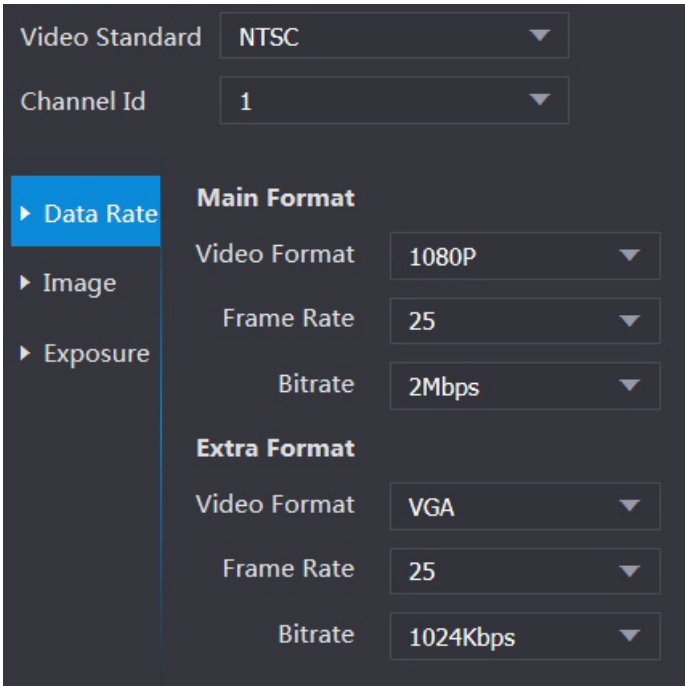 Video Standard NTSC
Channel Id 1
Data Rate
Image
Exposure
Main Format
Video Format 1080P
Frame Rate 25
Bitrate 2Mbps
Extra Format
Video Format VGA
Frame Rate 25
Bitrate 1024Kbps